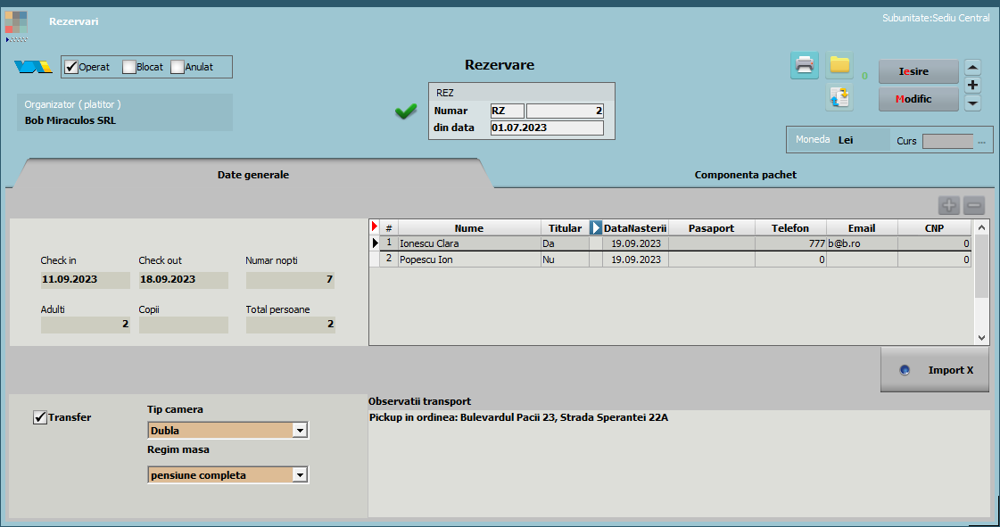 Rezervari
Subunitate:Sediu Central
Operat Blocat Anulat
Rezervare
0
Iesire
Modific
Organizator ( platitor )
Bob Miraculos SRL
REZ
Numar RZ 2
din data 01.07.2023
Moneda Lei Curs ...
Date generale
Componenta pachet
# Nume Titular DataNasterii Pasaport Telefon Email CNP
1 Ionescu Clara Da 19.09.2023 777 b@b.ro 0
2 Popescu Ion Nu 19.09.2023 0 0
Check in Check out Numar nopti
11.09.2023 18.09.2023 7
Adulti Copii Total persoane
2 2
Import X
Transfer
Tip camera
Dubla
Regim masa
pensiune completa
Observatii transport
Pickup in ordinea: Bulevardul Pacii 23, Strada Sperantei 22A